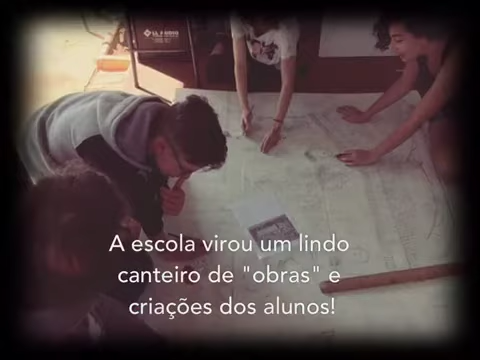 A escola virou um lindo
canteiro de "obras" e
criações dos alunos!